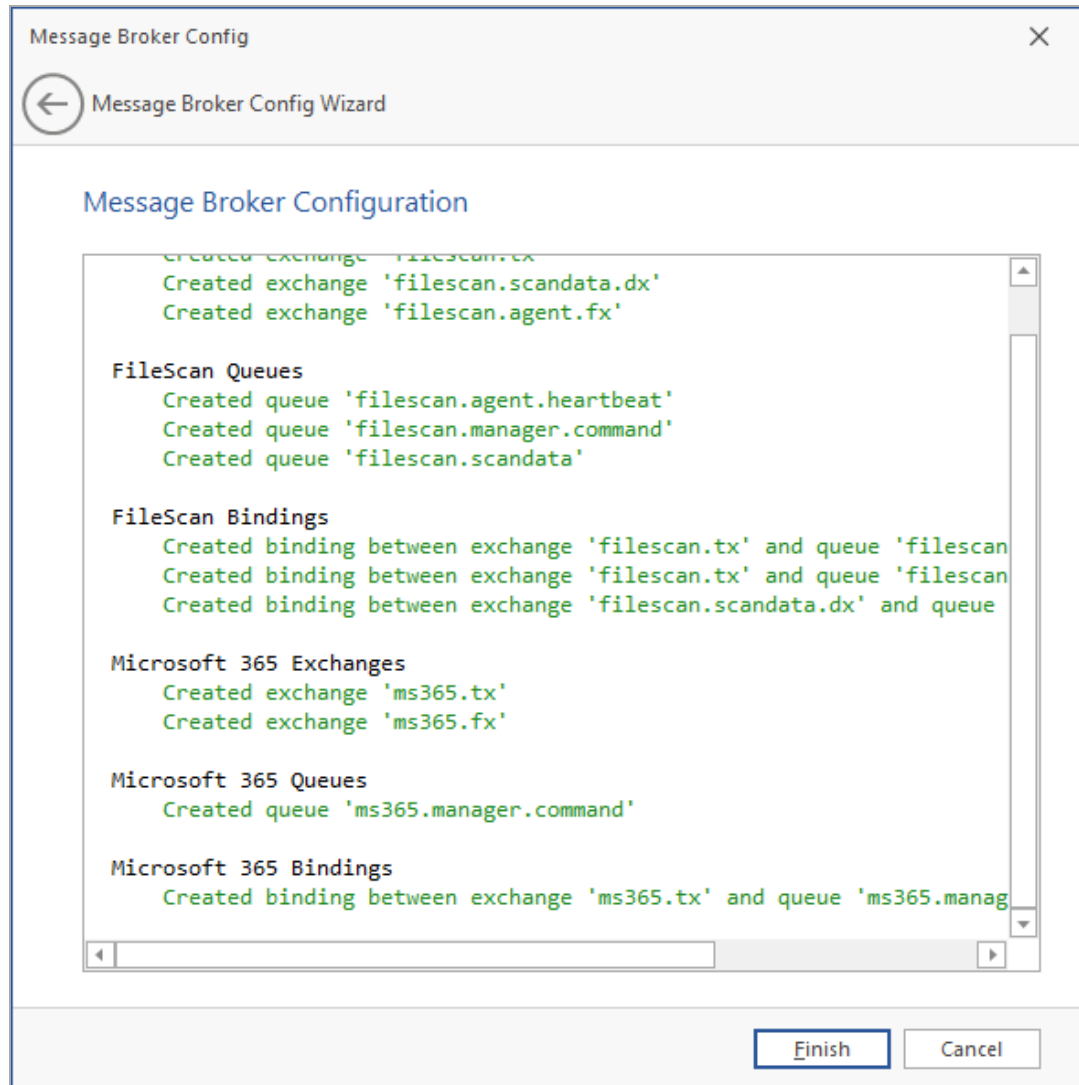 Message Broker Config
Message Broker Config Wizard
Message Broker Configuration
Created exchange 'filescan.tx'
Created exchange 'filescan.scandata.dx'
Created exchange 'filescan.agent.fx'
FileScan Queues
Created queue 'filescan.agent.heartbeat'
Created queue 'filescan.manager.command'
Created queue 'filescan.scandata'
FileScan Bindings
Created binding between exchange 'filescan.tx' and queue 'filescan
Created binding between exchange 'filescan.tx' and queue 'filescan
Created binding between exchange 'filescan.scandata.dx' and queue
Microsoft 365 Exchanges
Created exchange 'ms365.tx'
Created exchange 'ms365.fx'
Microsoft 365 Queues
Created queue 'ms365.manager.command'
Microsoft 365 Bindings
Created binding between exchange 'ms365.tx' and queue 'ms365.manag
Finish
Cancel